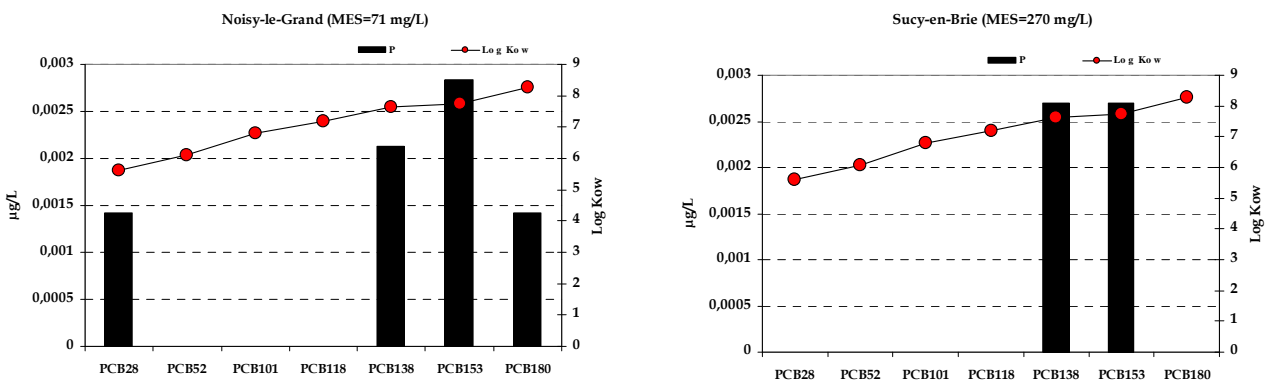 Noisy-le-Grand (MES=71 mg/L)
P
Log Kow
0,003
0,0025
0,002
0,0015
0,001
0,0005
0
µg/L
9
8
7
6
5
4
3
2
1
0
Log Kow
PCB28 PCB52 PCB101 PCB118 PCB138 PCB153 PCB180
Sucy-en-Brie (MES=270 mg/L)
P
Log Kow
0,003
0,0025
0,002
0,0015
0,001
0,0005
0
µg/L
9
8
7
6
5
4
3
2
1
0
Log Kow
PCB28 PCB52 PCB101 PCB118 PCB138 PCB153 PCB180